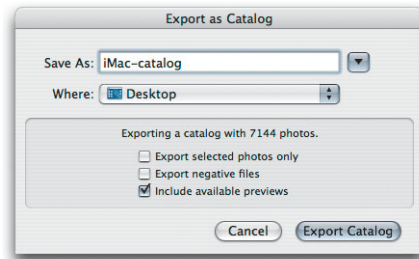 Export as Catalog
Save As: iMac-catalog
Where: Desktop
Exporting a catalog with 7144 photos.
Export selected photos only
Export negative files
Include available previews
Cancel Export Catalog